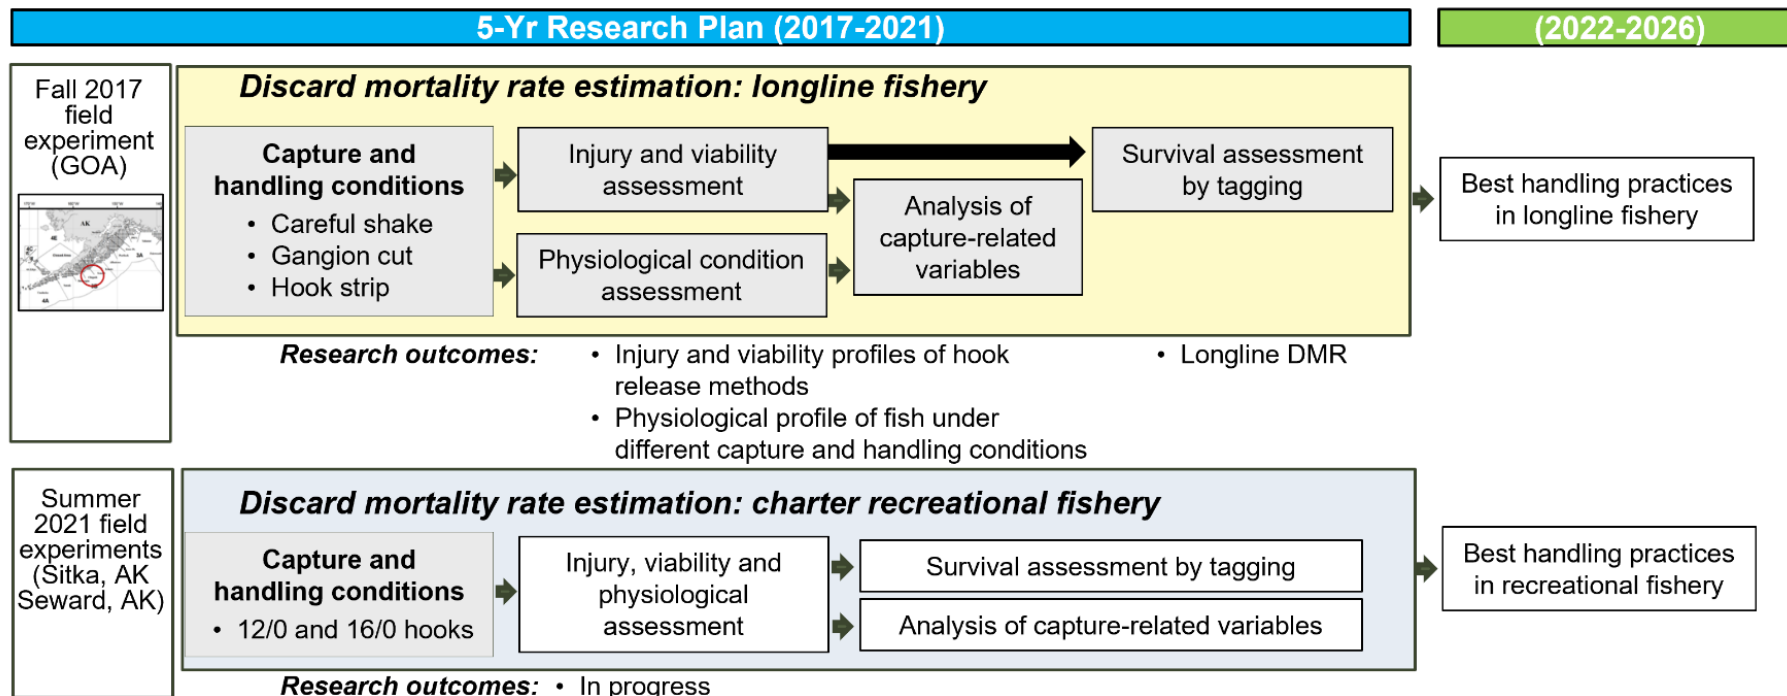 5-Yr Research Plan (2017-2021)
(2022-2026)
Fall 2017
field
experiment
(GOA)
AK
4A
3A
Discard mortality rate estimation: longline fishery
Capture and
handling conditions
• Careful shake
• Gangion cut
• Hook strip
Injury and viability
assessment
Physiological condition
assessment
Analysis of
capture-related
variables
Survival assessment
by tagging
Best handling practices
in longline fishery
Research outcomes:
• Injury and viability profiles of hook
release methods
• Physiological profile of fish under
different capture and handling conditions
• Longline DMR
Summer
2021 field
experiments
(Sitka, AK
Seward, AK)
Discard mortality rate estimation: charter recreational fishery
Capture and
handling conditions
• 12/0 and 16/0 hooks
Injury, viability and
physiological
assessment
Survival assessment by tagging
Analysis of capture-related variables
Best handling practices
in recreational fishery
Research outcomes: • In progress